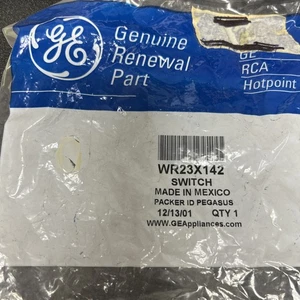 GE
Genuine
Renewal
Part
GE
RCA
Hotpoint
WR23X142
SWITCH
MADE IN MEXICO
PACKER ID PEGASUS
12/13/01 QTY 1
www.GEAppliances.com